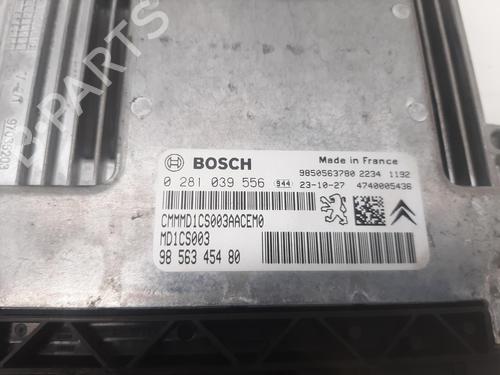 BOSCH
Made in France
0 281 039 556
944
9850563780 2234 1192
23-10-27 4740005436
CMMMD1CS003AACEM0
MD1CS003
98 563 454 80
B-PARTS